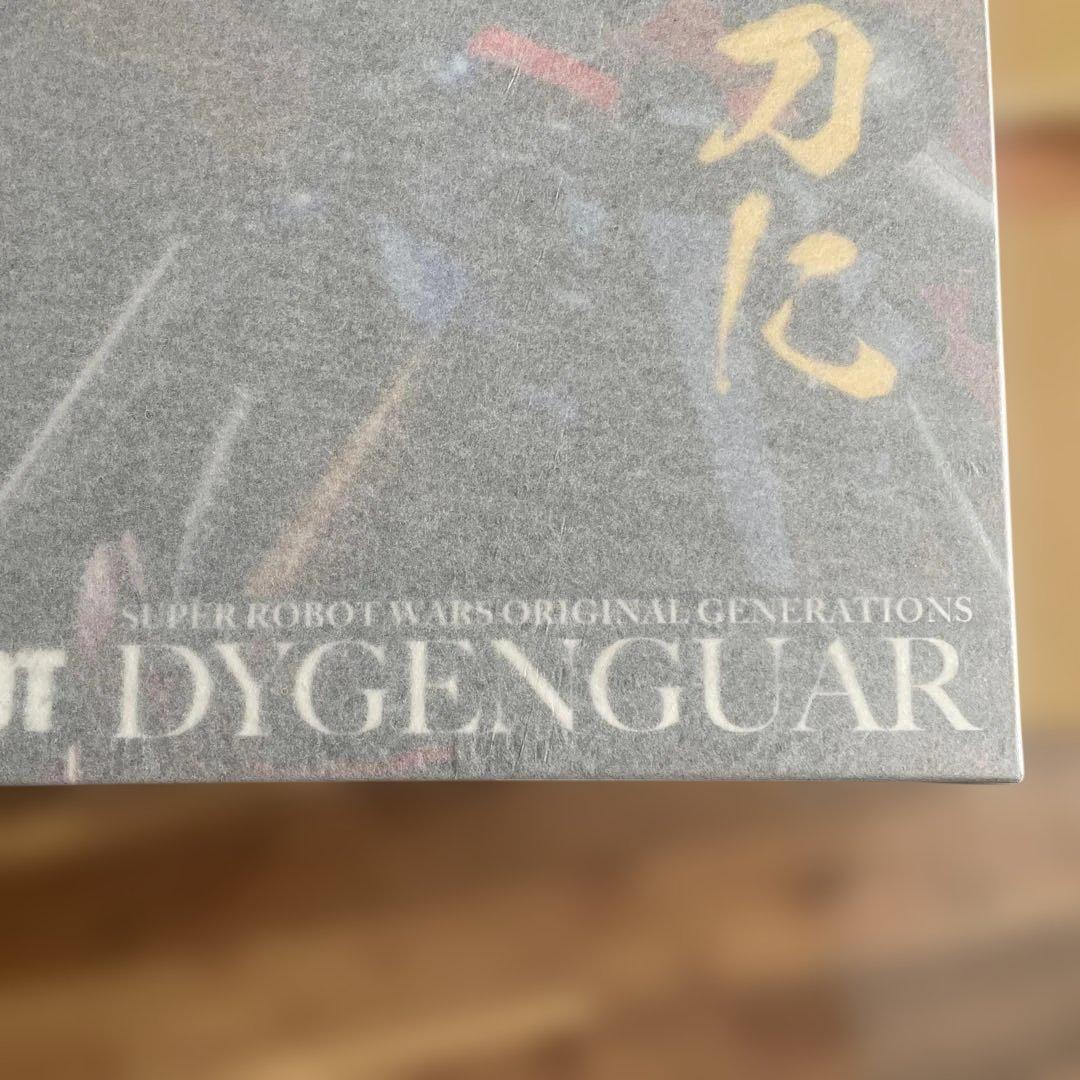 刀に
SUPER ROBOT WARS ORIGINAL GENERATIONS
DYGENGUAR